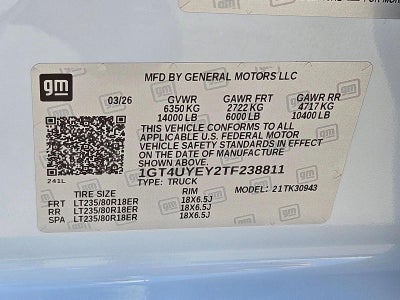 gm
MFD BY GENERAL MOTORS LLC
03/26 GVWR GAWR FRT GAWR RR
6350 KG 2722 KG 4717 KG
14000 LB 6000 LB 10400 LB
THIS VEHICLE CONFORMS TO ALL
APPLICABLE U.S. FEDERAL MOTOR
VEHICLE SAFETY STANDARDS IN EFFECT
ON THE DATE OF MANUFACTURE
SHOWN ABOVE.
1GT4UYEY2TF238811
TYPE: TRUCK MODEL: 21TK30943
241L
TIRE SIZE RIM
FRT LT235/80R18ER 18X6.5J
RR LT235/80R18ER 18X6.5J
SPA LT235/80R18ER 18X6.5J